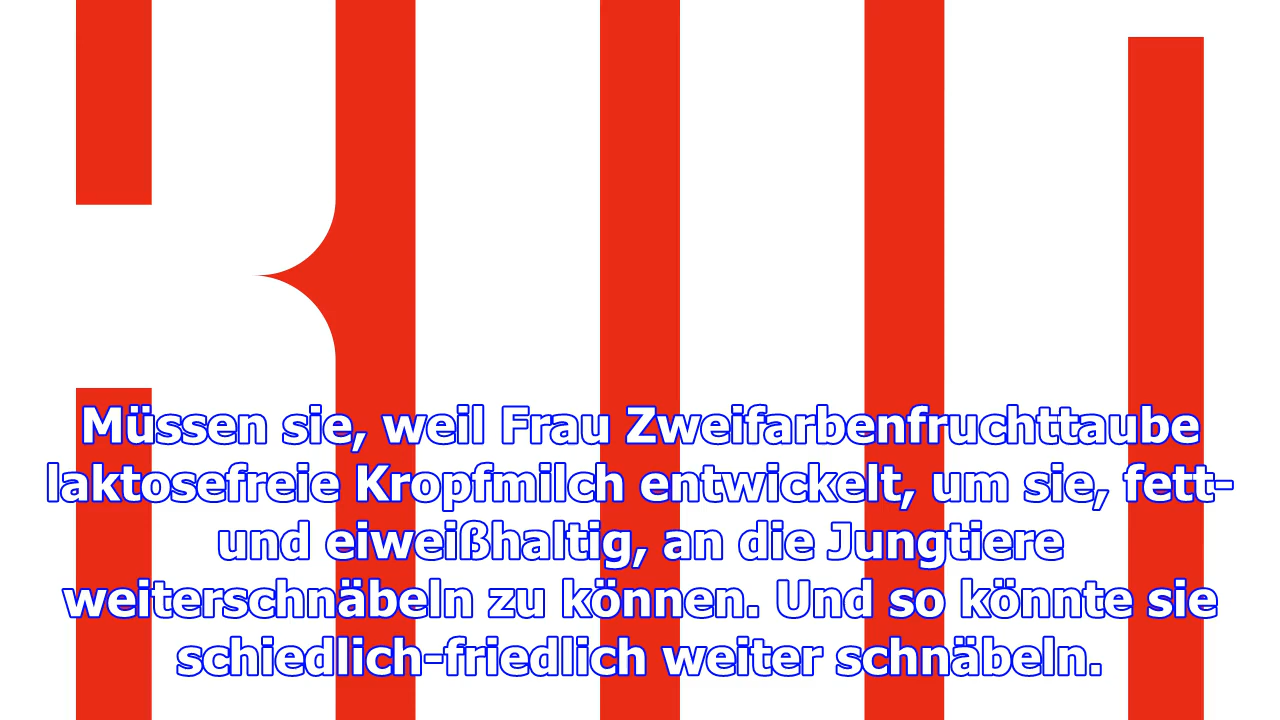 Müssen sie, weil Frau Zweifarbenfruchttaube
laktosefreie Kropfmilch entwickelt, um sie, fett-
und eiweißhaltig, an die Jungtiere
weiterschnäbeln zu können. Und so könnte sie
schiedlich-friedlich weiter schnäbeln.